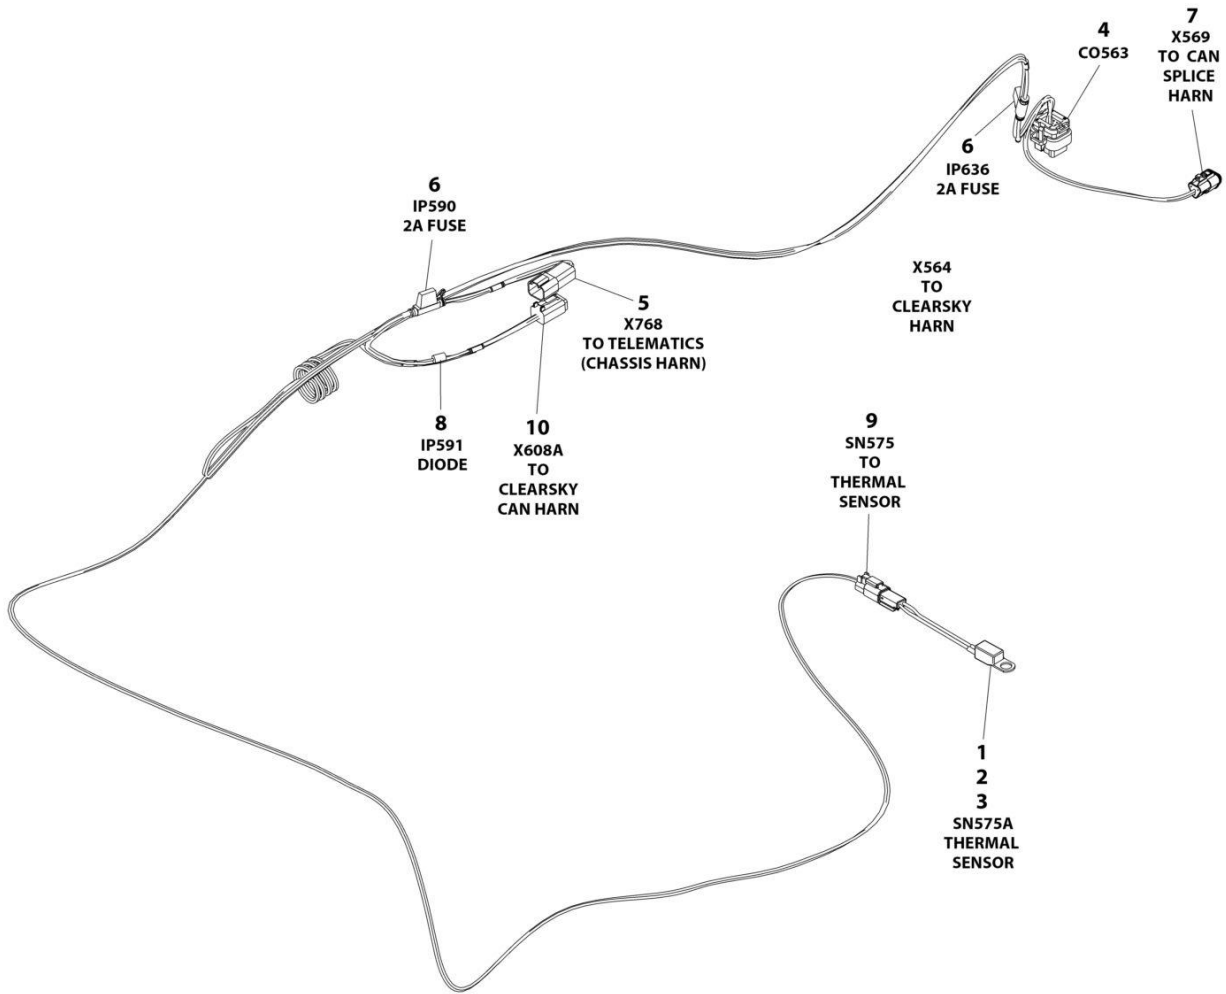 4
CO563
7
X569
TO CAN
SPLICE
HARN
6
IP636
2A FUSE
6
IP590
2A FUSE
X564
TO
CLEARSKY
HARN
5
X768
TO TELEMATICS
(CHASSIS HARN)
8
IP591
DIODE
10
X608A
TO
CLEARSKY
CAN HARN
9
SN575
TO
THERMAL
SENSOR
1
2
3
SN575A
THERMAL
SENSOR